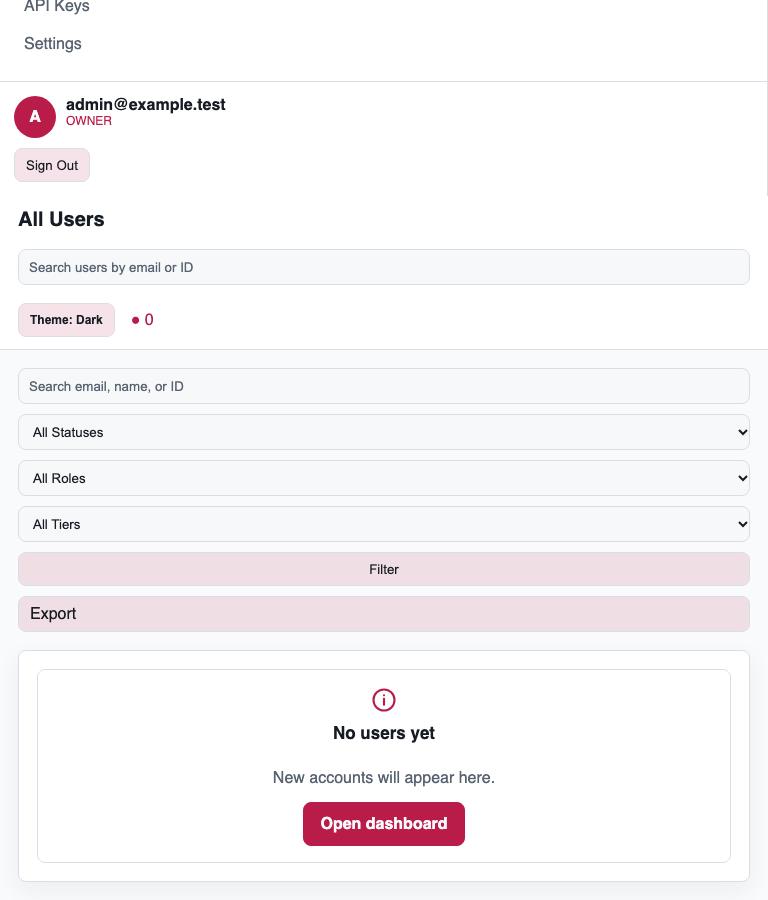 API Keys
Settings
A
admin@example.test
OWNER
Sign Out
All Users
Search users by email or ID
Theme: Dark
0
Search email, name, or ID
All Statuses
All Roles
All Tiers
Filter
Export
No users yet
New accounts will appear here.
Open dashboard